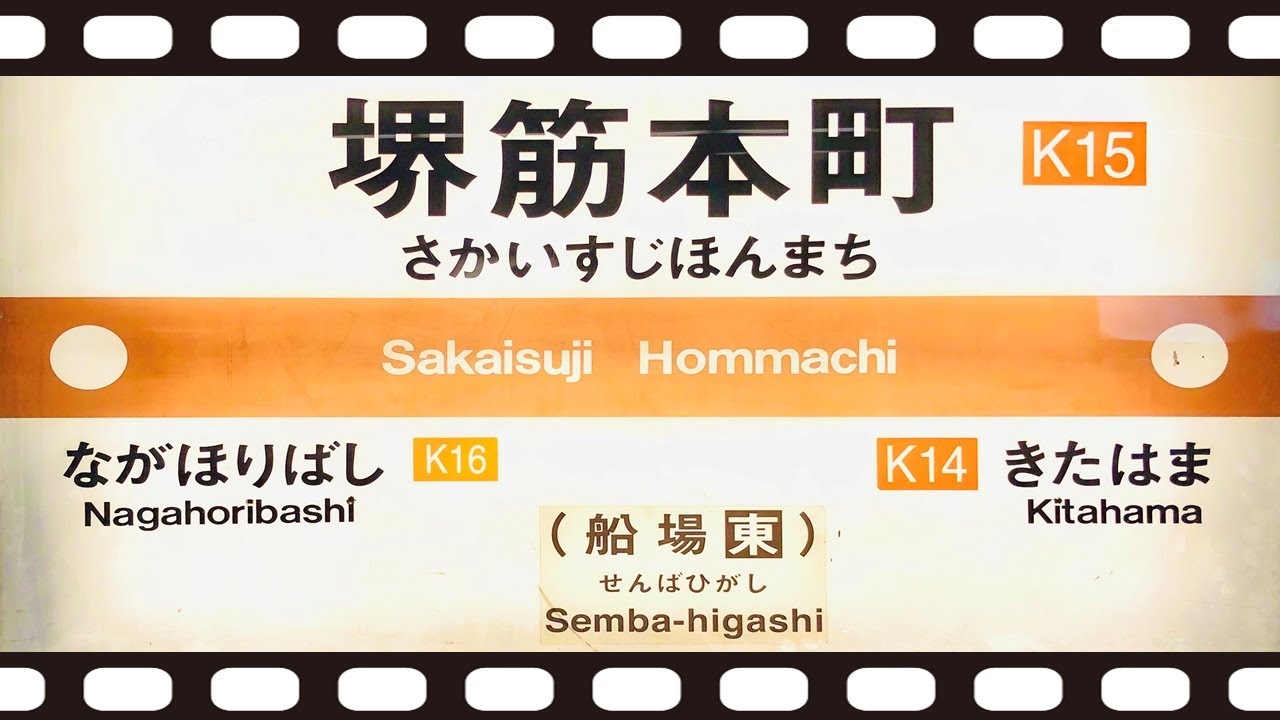 堺筋本町 K15
さかいすじほんまち
Sakaisuji Hommachi
ながほりばし K16
Nagahoribashi
K14 きたはま
Kitahama
(船場東)
せんばひがし
Semba-higashi